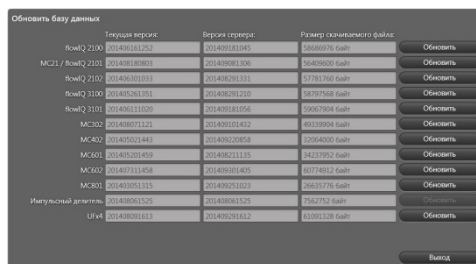 Обновить базу данных
Текущая версия: Версия сервера: Размер скачиваемого файла:
flowIQ 2100 201406161252 201409181045 58686976 байт Обновить
MC21 / flowIQ 2101 201408180803 201409081306 56409600 байт Обновить
flowIQ 2102 201406301033 201408291331 57781760 байт Обновить
flowIQ 3100 201405261351 201408291210 58797568 байт Обновить
flowIQ 3101 201406111020 201409181056 59067904 байт Обновить
MC302 201408071121 201409101432 49339904 байт Обновить
MC402 201405021443 201409220858 32004000 байт Обновить
MC601 201405201459 201408211135 34237952 байт Обновить
MC602 201407311458 201409301405 60774912 байт Обновить
MC801 201403051315 201409251023 26635776 байт Обновить
Импульсный делитель 201408061525 201408061525 7562752 байт Обновить
UFx4 201408091613 201409291612 61091328 байт Обновить
Выход